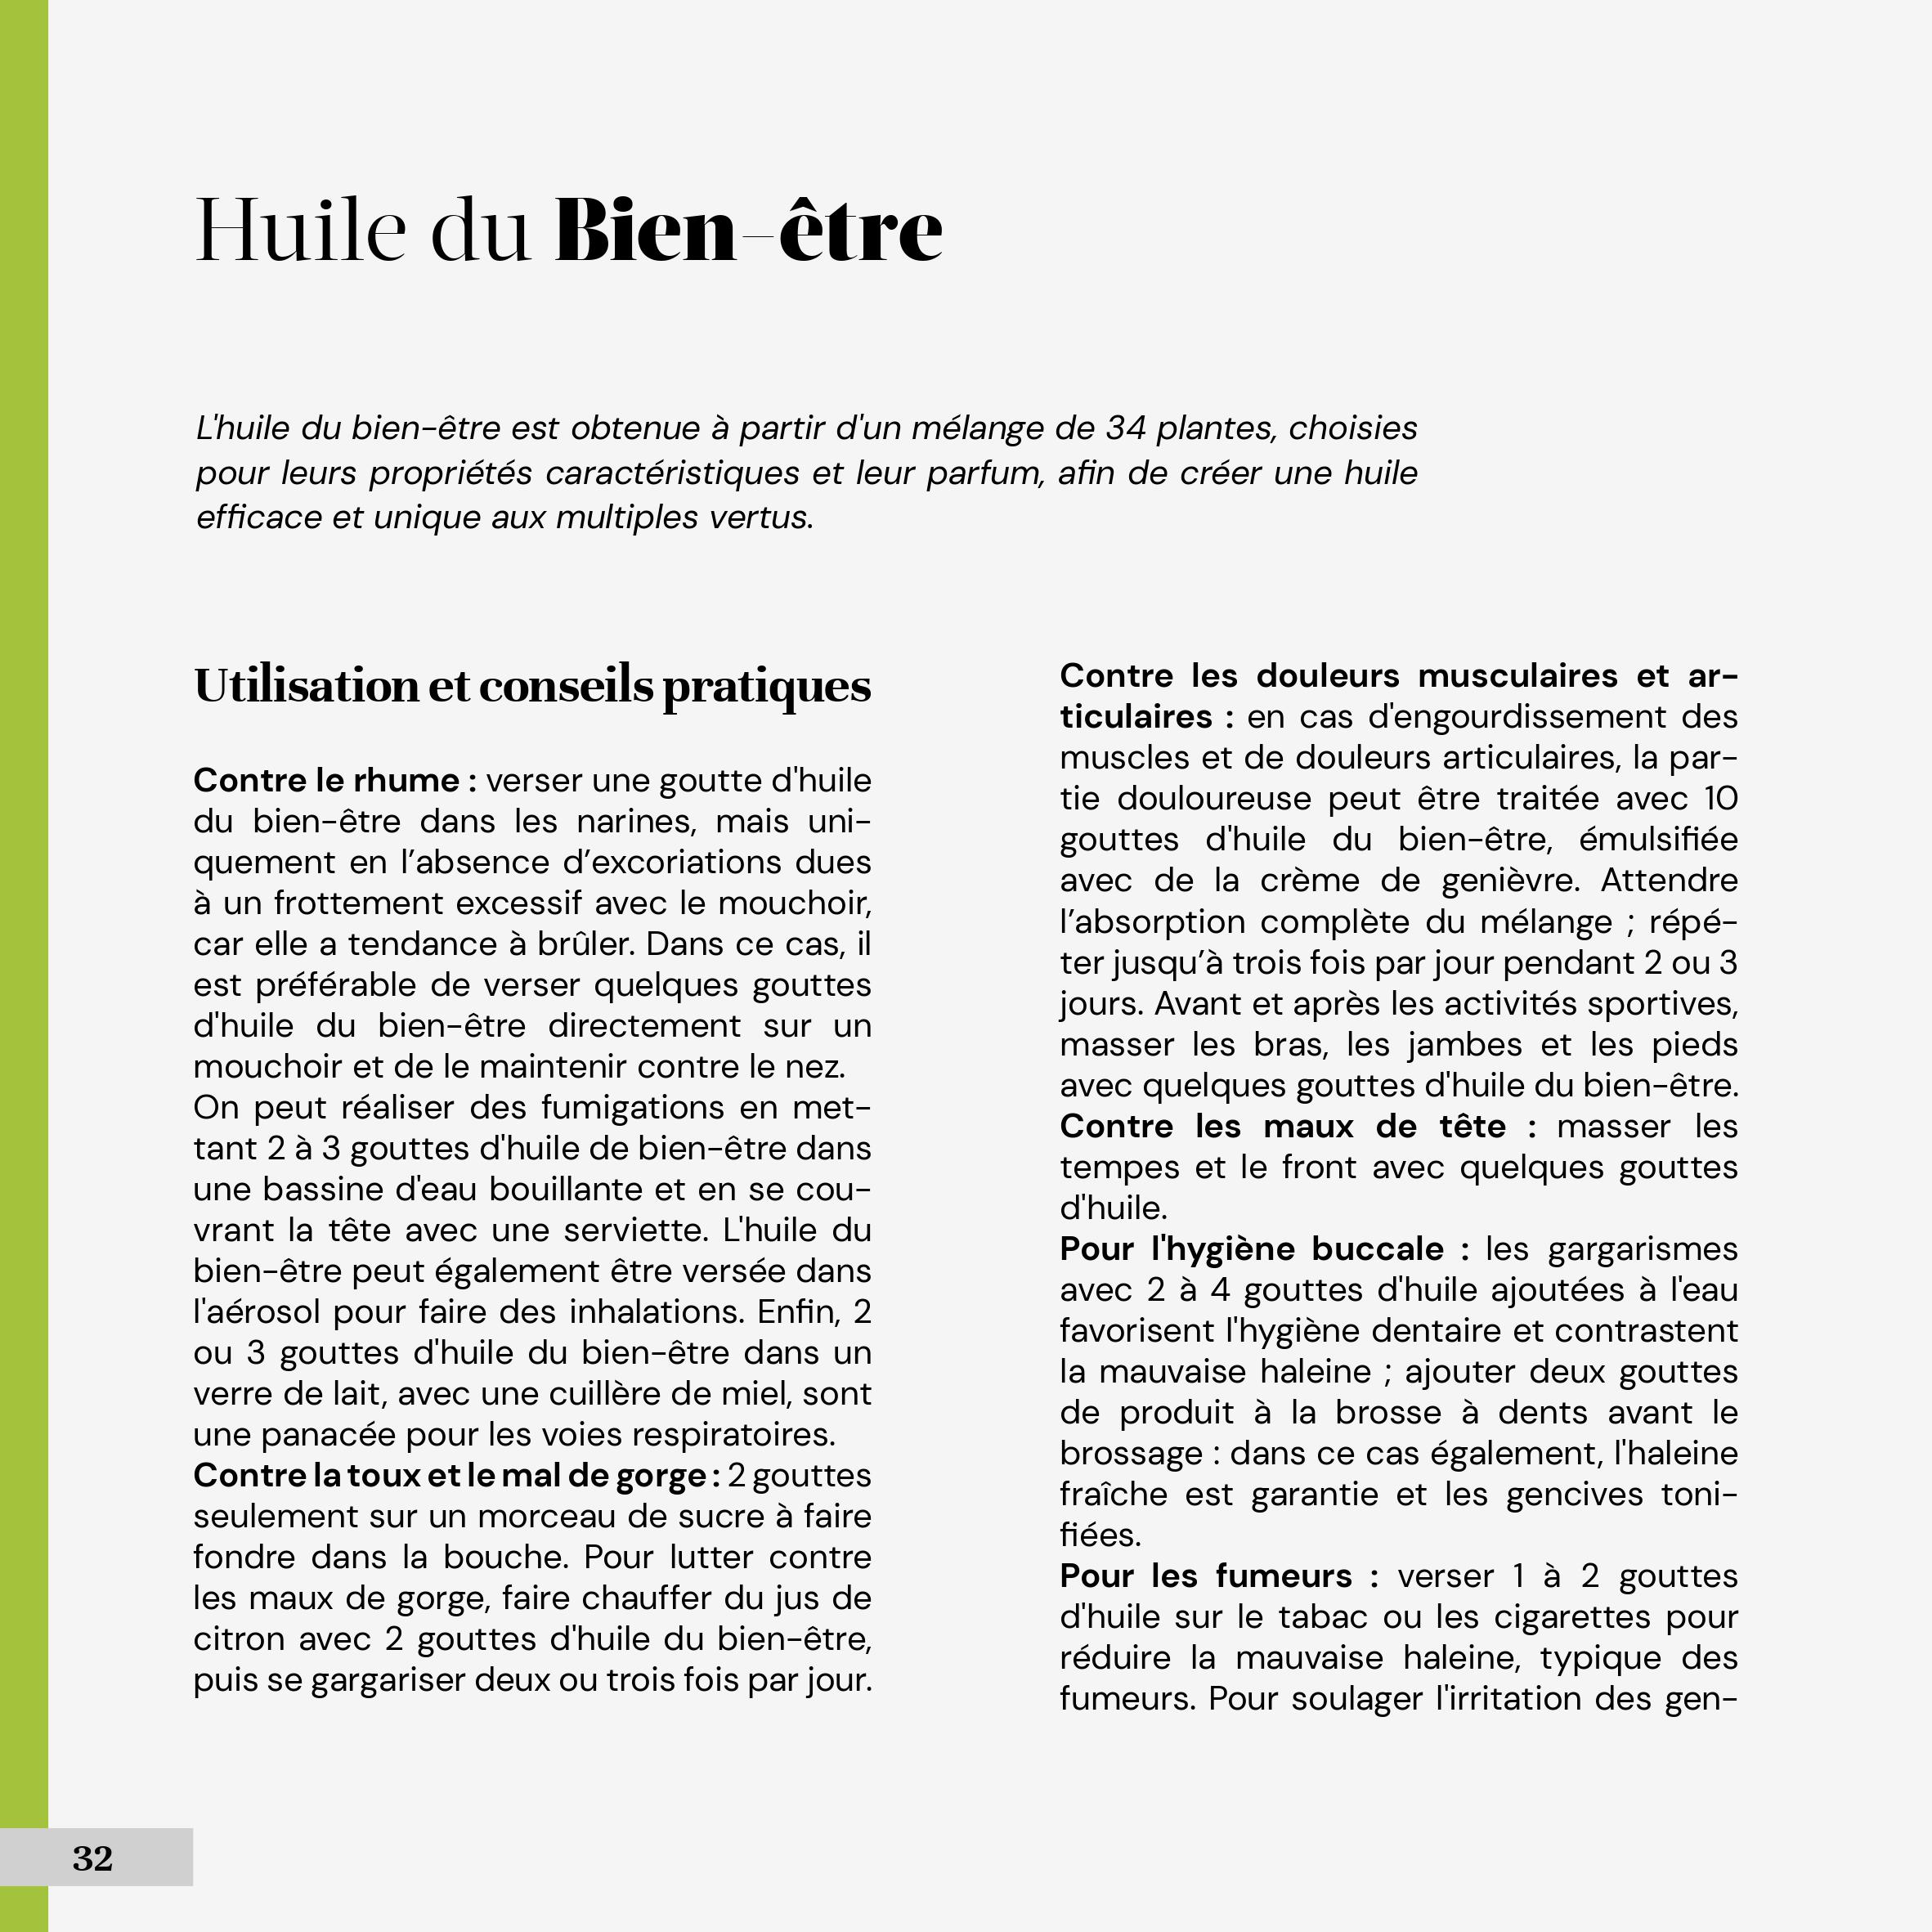 Huile du Bien-être
L'huile du bien-être est obtenue à partir d'un mélange de 34 plantes, choisies
pour leurs propriétés caractéristiques et leur parfum, afin de créer une huile
efficace et unique aux multiples vertus.
Utilisation et conseils pratiques
Contre le rhume : verser une goutte d'huile
du bien-être dans les narines, mais uni-
quement en l’absence d’excoriations dues
à un frottement excessif avec le mouchoir,
car elle a tendance à brûler. Dans ce cas, il
est préférable de verser quelques gouttes
d'huile du bien-être directement sur un
mouchoir et de le maintenir contre le nez.
On peut réaliser des fumigations en met-
tant 2 à 3 gouttes d'huile de bien-être dans
une bassine d'eau bouillante et en se cou-
vrant la tête avec une serviette. L'huile du
bien-être peut également être versée dans
l'aérosol pour faire des inhalations. Enfin, 2
ou 3 gouttes d'huile du bien-être dans un
verre de lait, avec une cuillère de miel, sont
une panacée pour les voies respiratoires.
Contre la toux et le mal de gorge : 2 gouttes
seulement sur un morceau de sucre à faire
fondre dans la bouche. Pour lutter contre
les maux de gorge, faire chauffer du jus de
citron avec 2 gouttes d'huile du bien-être,
puis se gargariser deux ou trois fois par jour.
Contre les douleurs musculaires et ar-
ticulaires : en cas d'engourdissement des
muscles et de douleurs articulaires, la par-
tie douloureuse peut être traitée avec 10
gouttes d'huile du bien-être, émulsifiée
avec de la crème de genièvre. Attendre
l’absorption complète du mélange ; répé-
ter jusqu’à trois fois par jour pendant 2 ou 3
jours. Avant et après les activités sportives,
masser les bras, les jambes et les pieds
avec quelques gouttes d'huile du bien-être.
Contre les maux de tête : masser les
tempes et le front avec quelques gouttes
d'huile.
Pour l'hygiène buccale : les gargarismes
avec 2 à 4 gouttes d'huile ajoutées à l'eau
favorisent l'hygiène dentaire et contrastent
la mauvaise haleine ; ajouter deux gouttes
de produit à la brosse à dents avant le
brossage : dans ce cas également, l'haleine
fraîche est garantie et les gencives toni-
fiées.
Pour les fumeurs : verser 1 à 2 gouttes
d'huile sur le tabac ou les cigarettes pour
réduire la mauvaise haleine, typique des
fumeurs. Pour soulager l'irritation des gen-
32